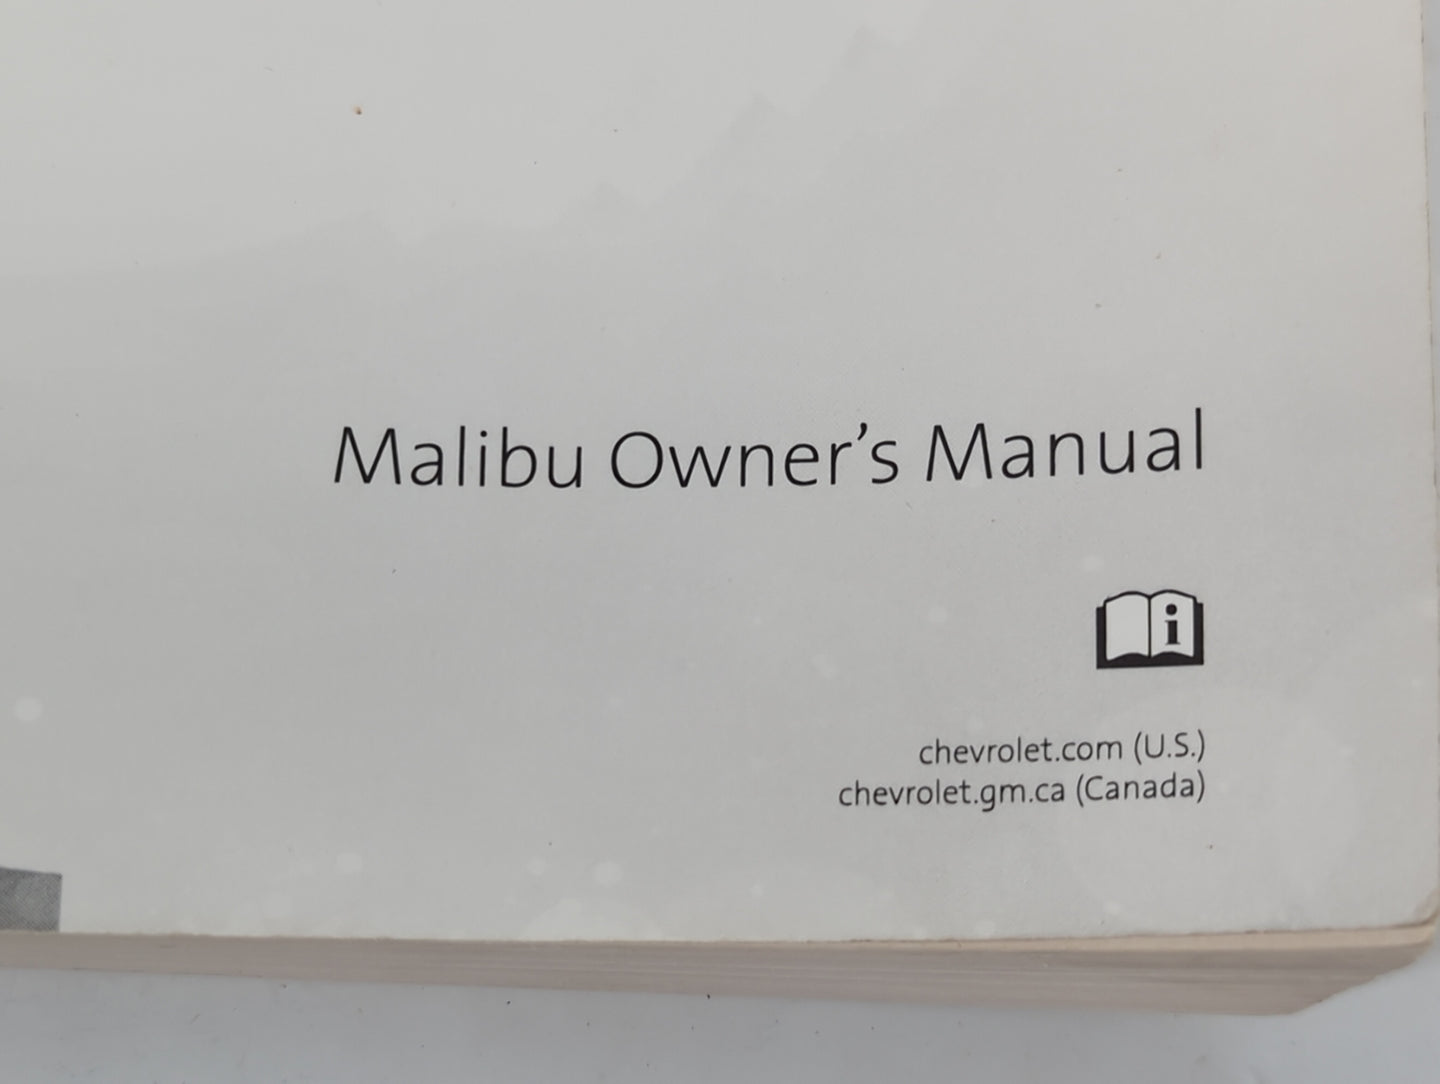 Malibu Owner's Manual
i
chevrolet.com (U.S.)
chevrolet.gm.ca (Canada)